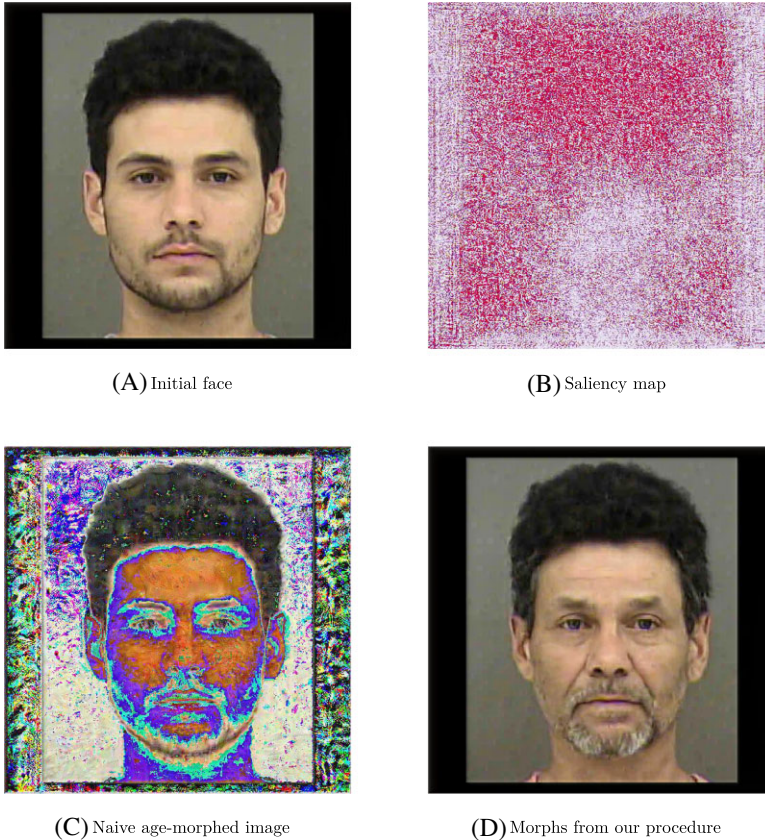 (A) Initial face
(B) Saliency map
(C) Naive age-morphed image
(D) Morphs from our procedure